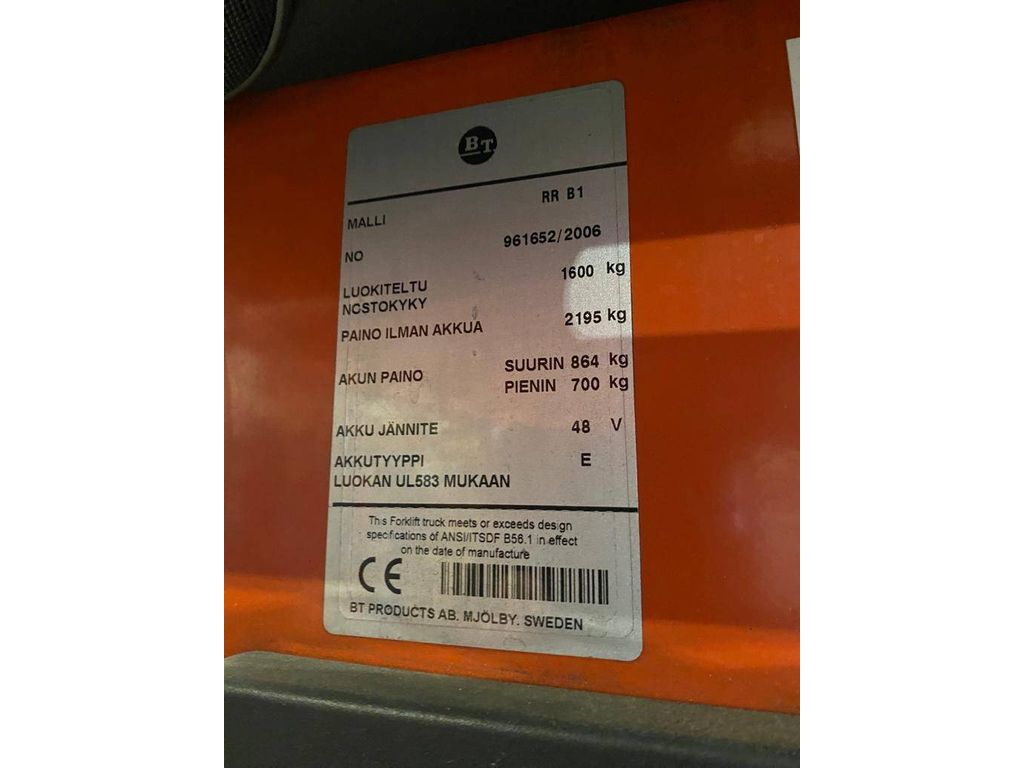 BT
MALLI RR B1
NO 961652/2006
LUOKITELTU 1600 kg
NOSTOKYKY
PAINO ILMAN AKKUA 2195 kg
AKUN PAINO SUURIN 864 kg
PIENIN 700 kg
AKKU JÄNNITE 48 V
AKKUTYYPPI E
LUOKAN UL583 MUKAAN
This Forklift truck meets or exceeds design
specifications of ANSI/ITSDF B56.1 in effect
on the date of manufacture
CE
BT PRODUCTS AB. MJÖLBY. SWEDEN